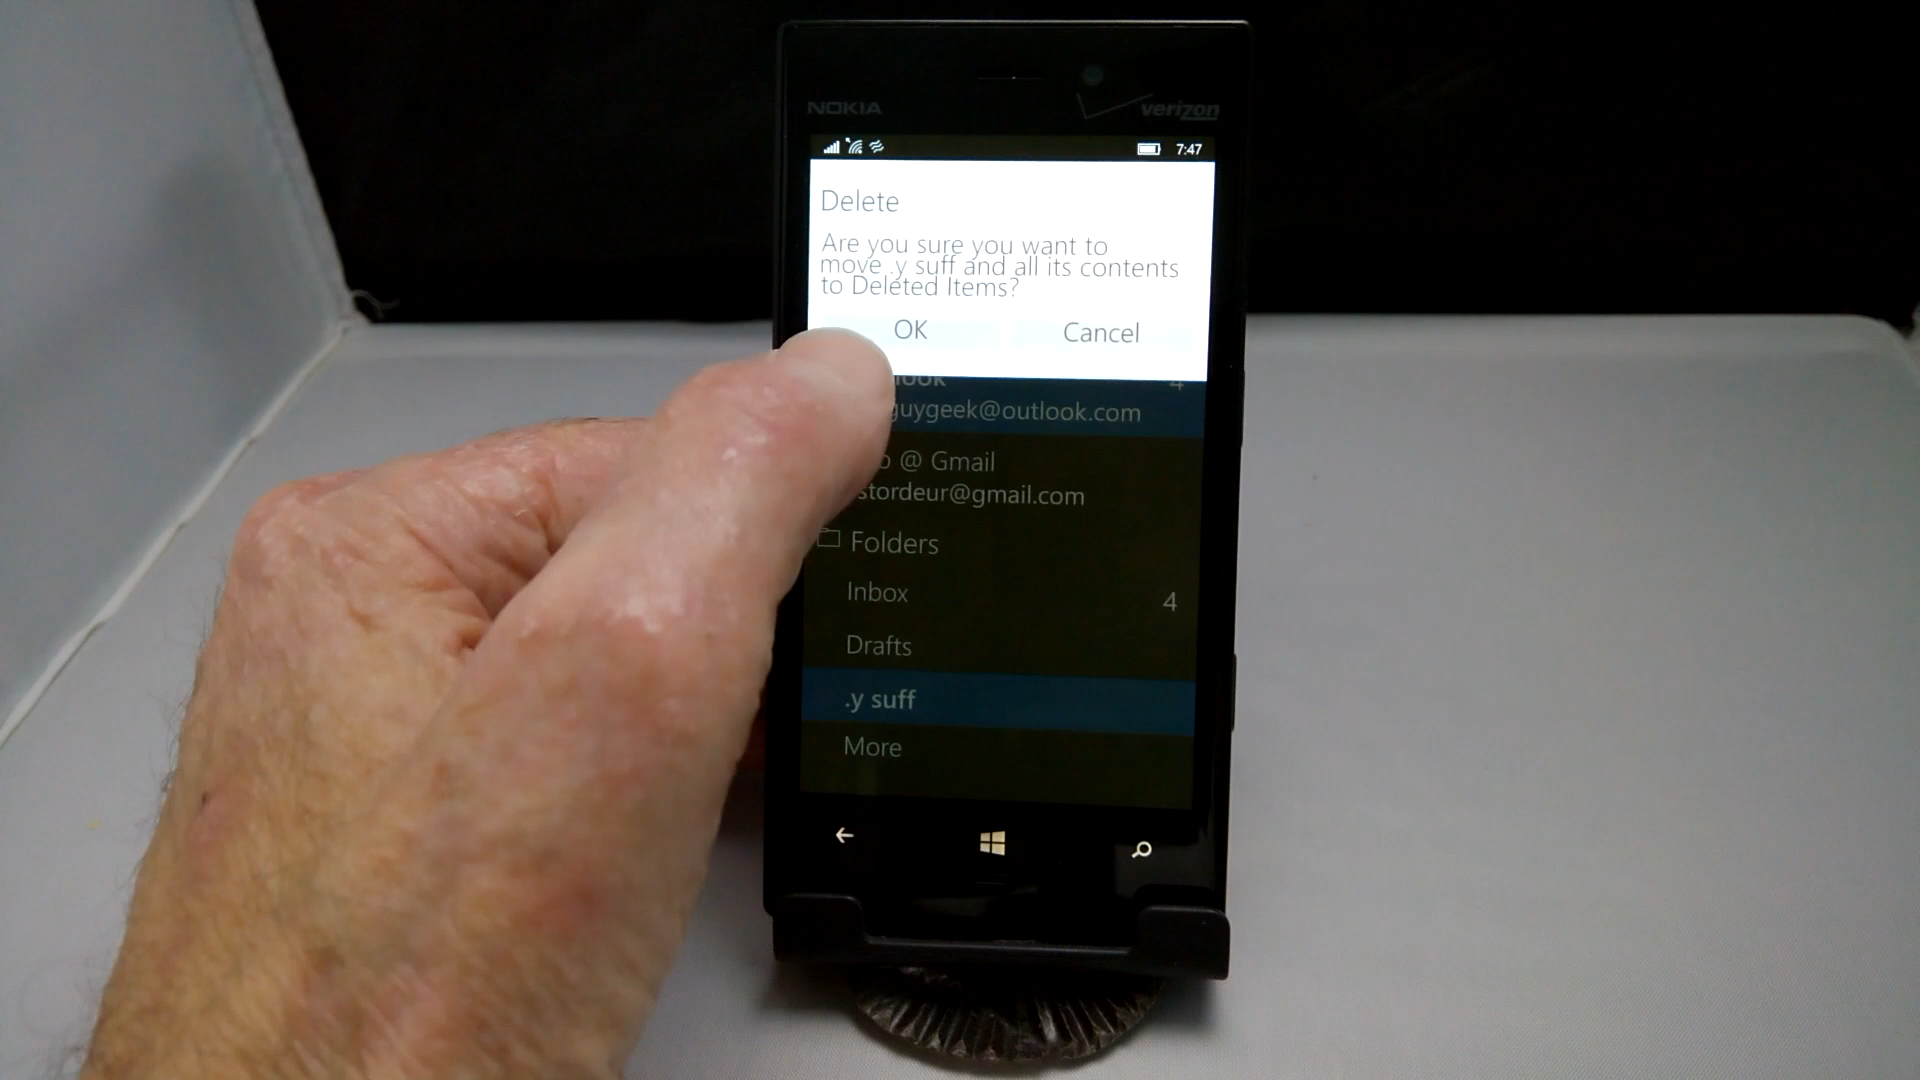 NOKIA
verizon
7:47
Delete
Are you sure you want to
move .y suff and all its contents
to Deleted Items?
OK
Cancel
4
guygeek@outlook.com
@ Gmail
stordeur@gmail.com
Folders
Inbox
4
Drafts
.y suff
More